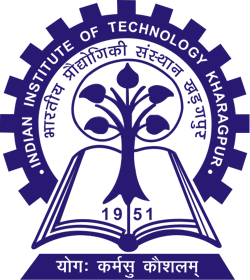 • INDIAN INSTITUTE OF TECHNOLOGY KHARAGPUR •
भारतीय प्रौद्योगिकी संस्थान खड़गपुर
1951
योगः कर्मसु कौशलम्